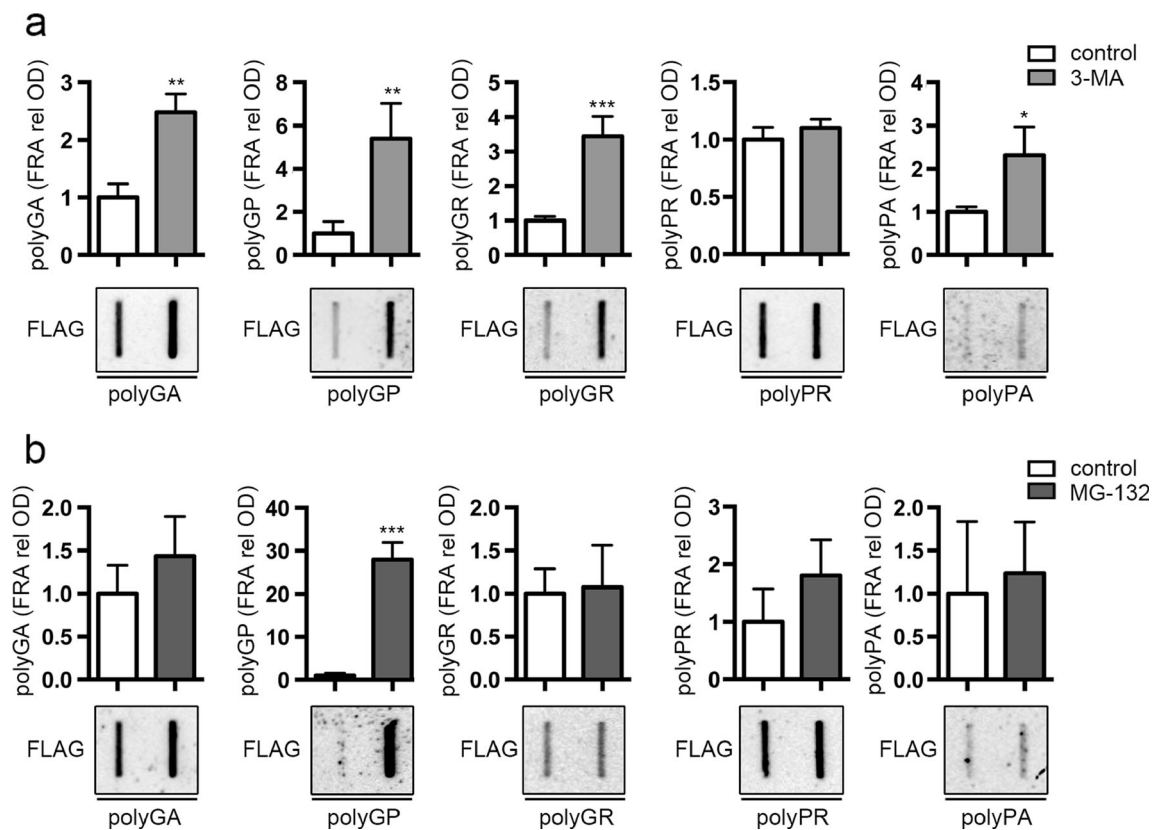 a
control
3-MA
polyGA (FRA rel OD)
3
2
1
0
**
polyGP (FRA rel OD)
8
6
4
2
0
**
polyGR (FRA rel OD)
5
4
3
2
1
0
***
polyPR (FRA rel OD)
1.5
1.0
0.5
0.0
polyPA (FRA rel OD)
4
3
2
1
0
*
FLAG
polyGA
FLAG
polyGP
FLAG
polyGR
FLAG
polyPR
FLAG
polyPA
b
control
MG-132
polyGA (FRA rel OD)
2.0
1.5
1.0
0.5
0.0
polyGP (FRA rel OD)
40
30
20
10
0
***
polyGR (FRA rel OD)
2.0
1.5
1.0
0.5
0.0
polyPR (FRA rel OD)
3
2
1
0
polyPA (FRA rel OD)
2.0
1.5
1.0
0.5
0.0
FLAG
polyGA
FLAG
polyGP
FLAG
polyGR
FLAG
polyPR
FLAG
polyPA